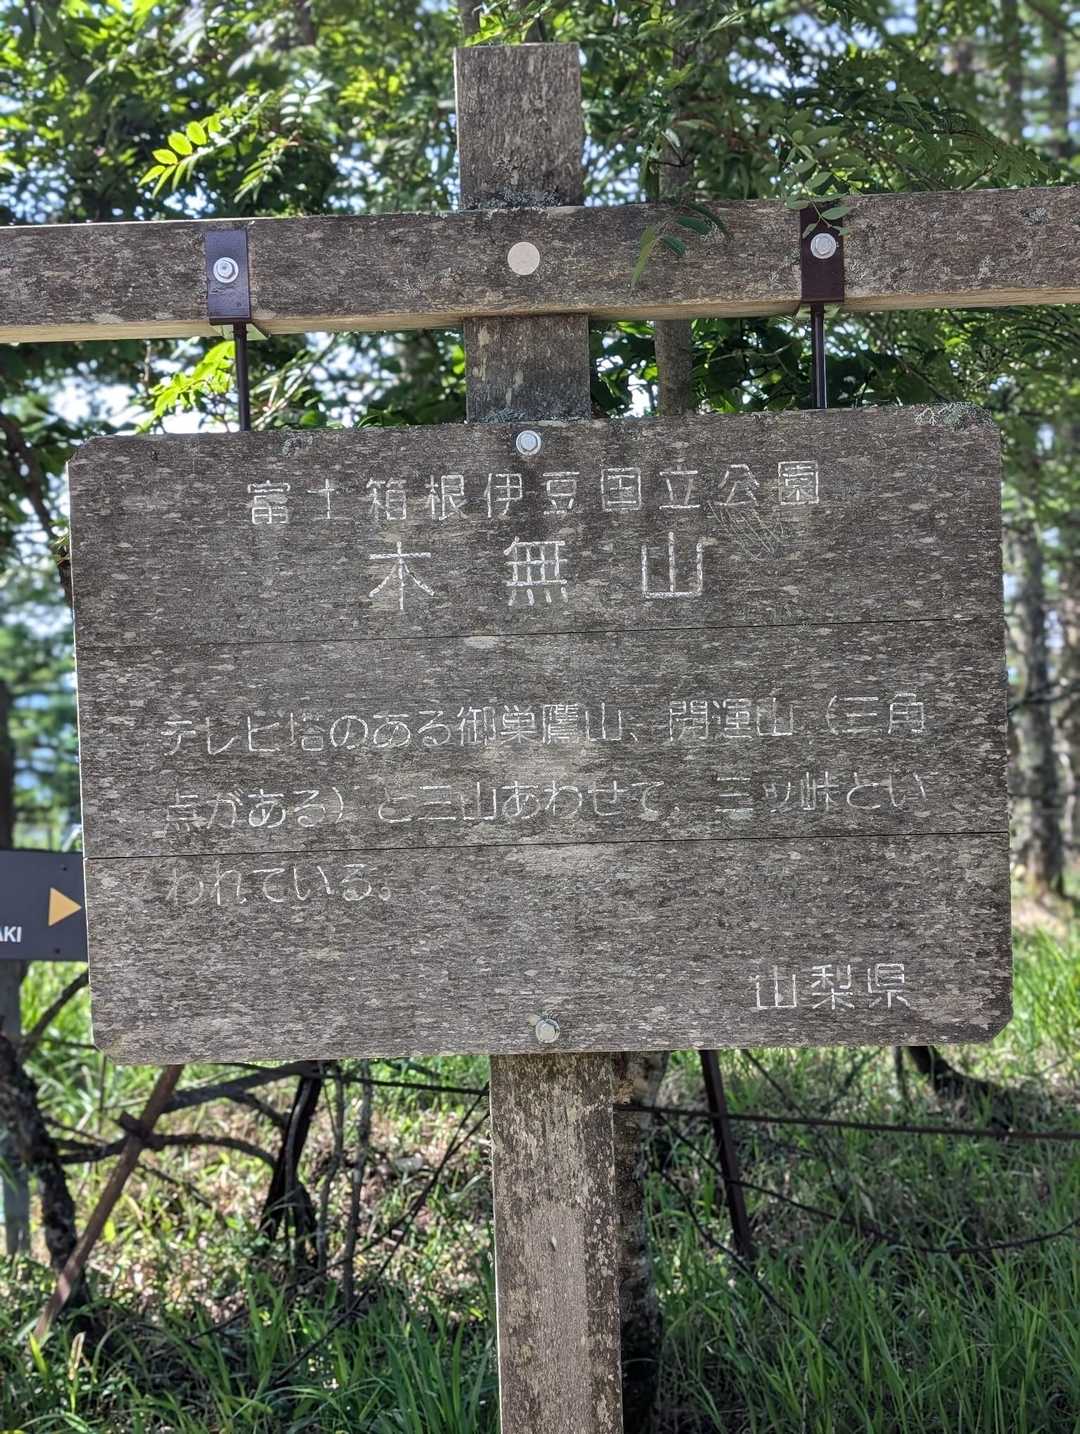 富士箱根伊豆国立公園
木無山
テレビ塔のある御巣鷹山、開運山（三角
点がある）と三山あわせて、三ッ峠とい
われている。
AKI
山梨県